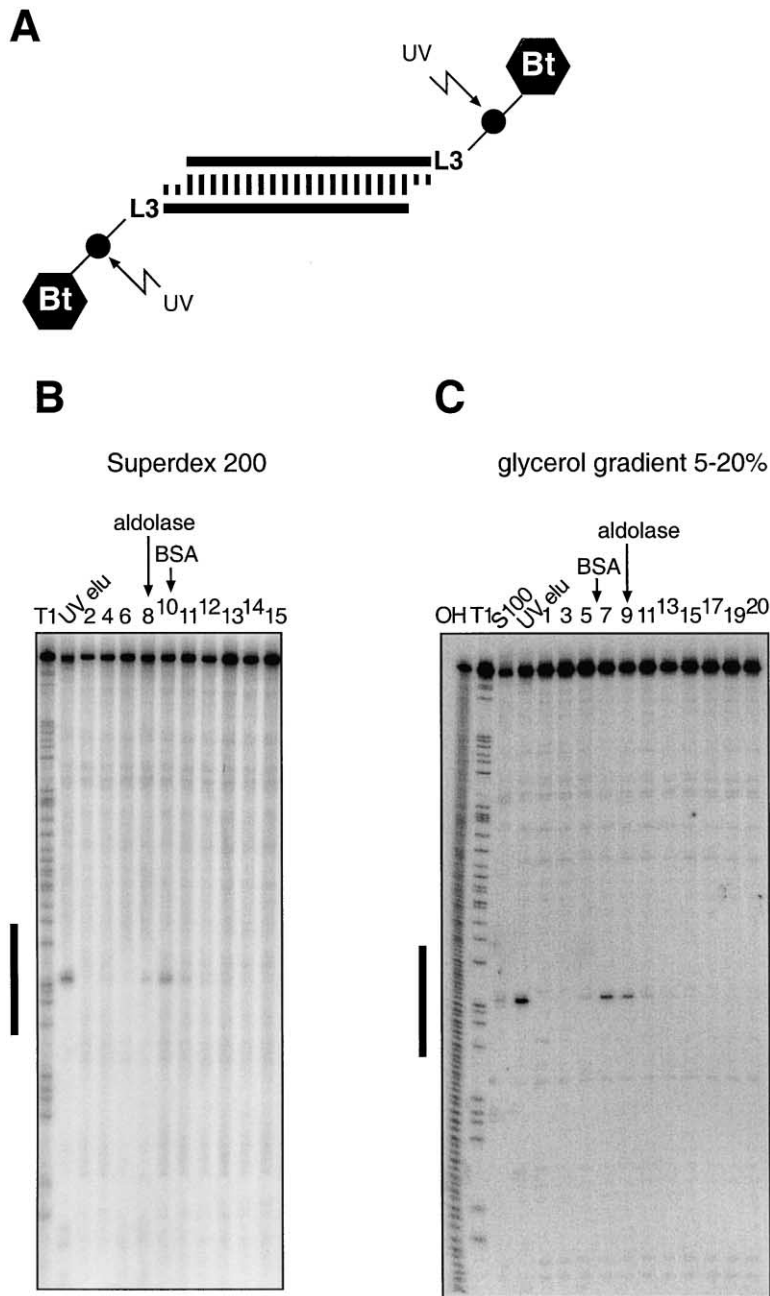 A
UV
Bt
L3
L3
Bt
UV
B
C
Superdex 200
glycerol gradient 5-20%
aldolase
BSA
aldolase
BSA
T1 UV elu 2 4 6 8 10 11 12 13 14 15
OH T1 S100 UV elu 1 3 5 7 9 11 13 15 17 19 20